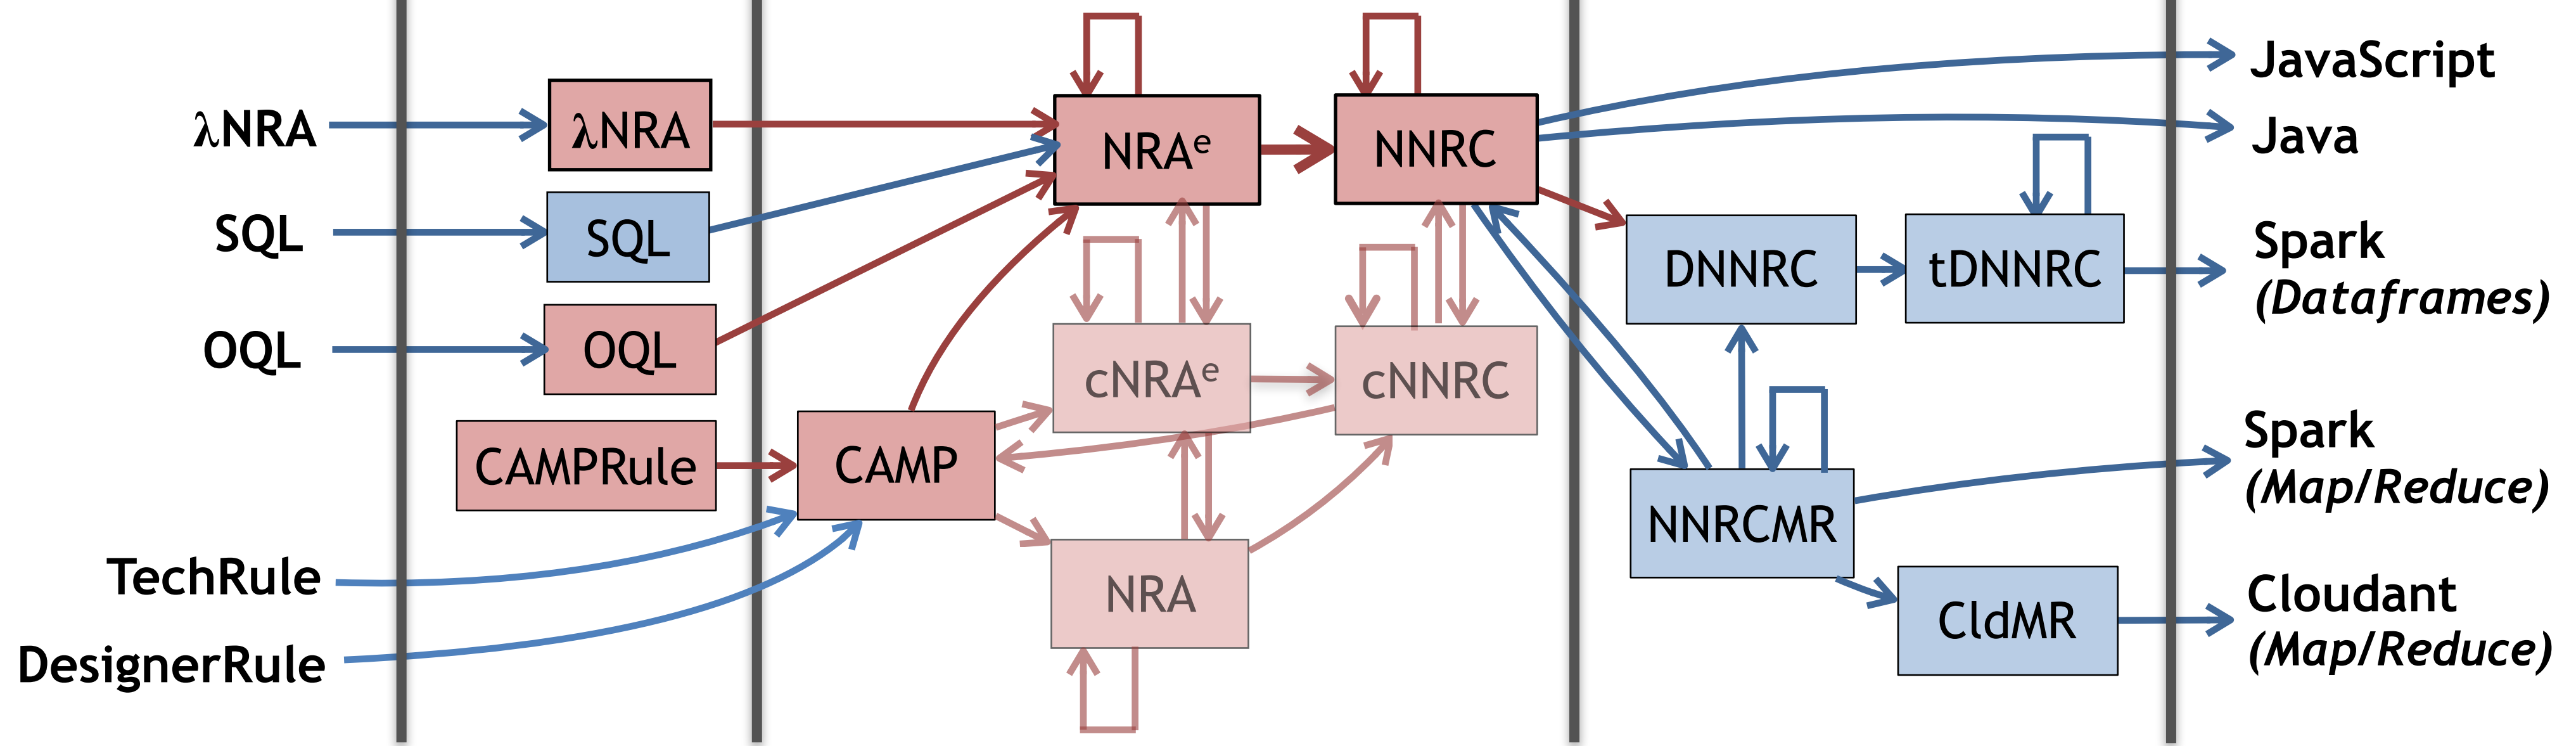 λNRA
SQL
OQL
TechRule
DesignerRule
λNRA
SQL
OQL
CAMPRule
CAMP
NRAᵉ
NNRC
cNRAᵉ
cNNRC
NRA
DNNRC
tDNNRC
NNRCMR
CldMR
JavaScript
Java
Spark
(Dataframes)
Spark
(Map/Reduce)
Cloudant
(Map/Reduce)